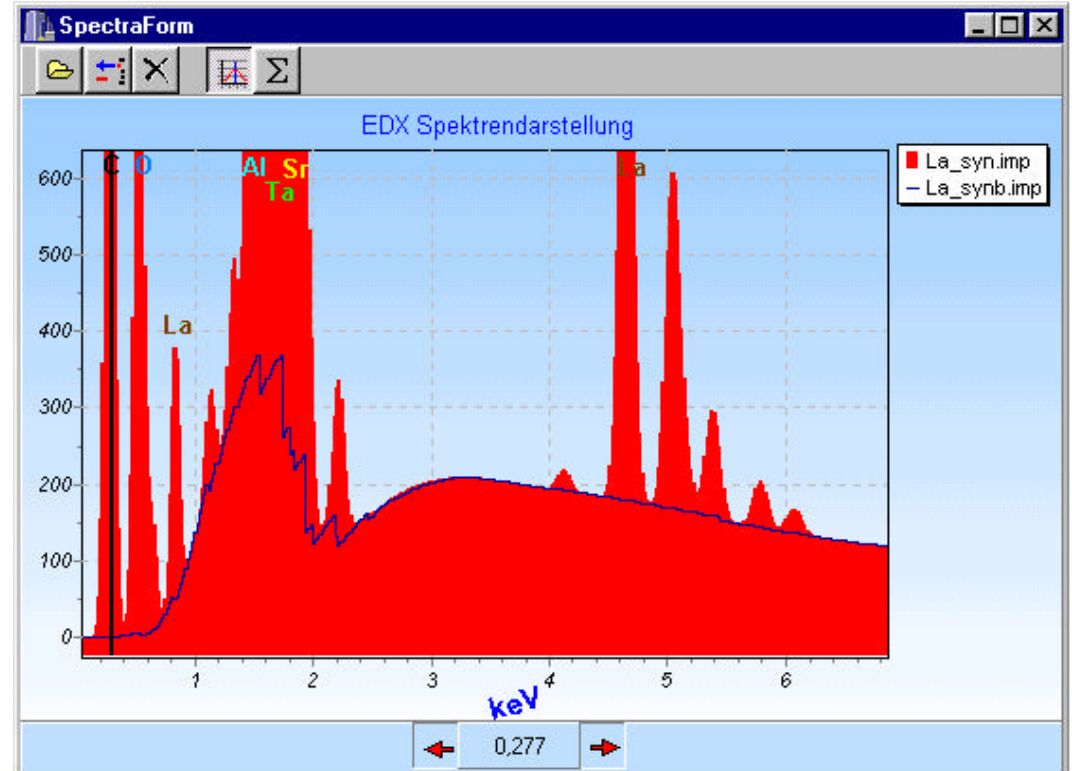 SpectraForm
Σ
EDX Spektrendarstellung
La_syn.imp
La_synb.imp
C O Al Sr La
Ta
La
600
500
400
300
200
100
0
1 2 3 4 5 6
keV
0,277